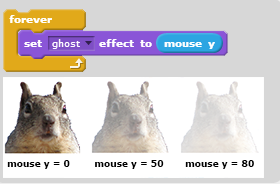 forever
set ghost effect to mouse y
mouse y = 0 mouse y = 50 mouse y = 80